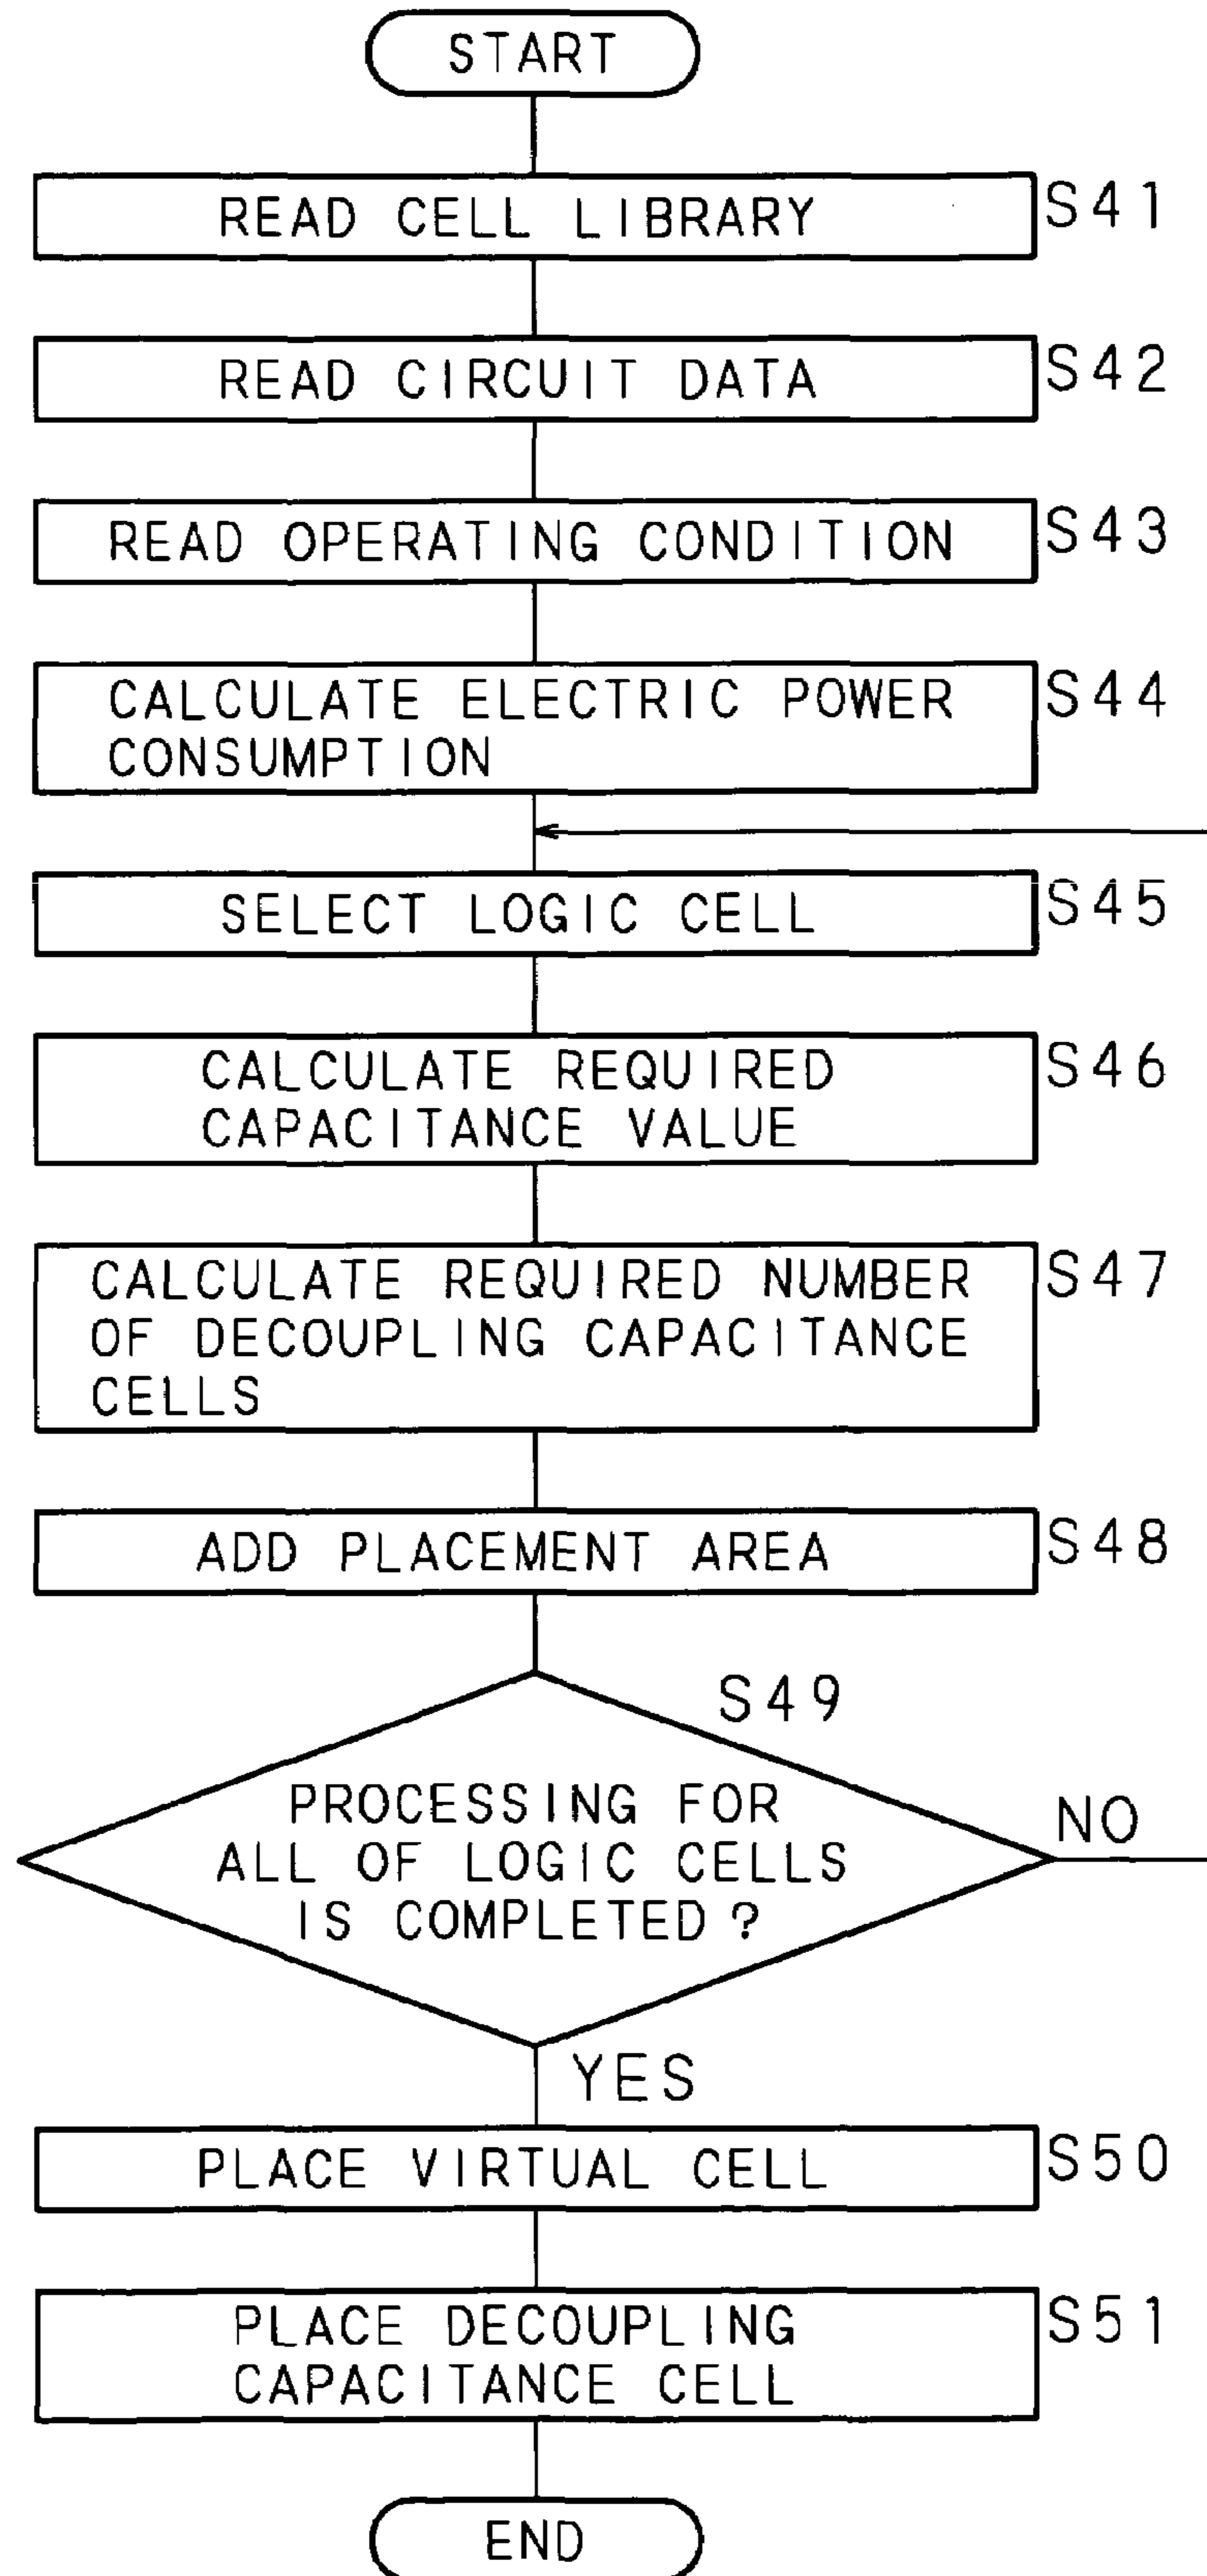 START
READ CELL LIBRARY
S41
READ CIRCUIT DATA
S42
READ OPERATING CONDITION
S43
CALCULATE ELECTRIC POWER
CONSUMPTION
S44
SELECT LOGIC CELL
S45
CALCULATE REQUIRED
CAPACITANCE VALUE
S46
CALCULATE REQUIRED NUMBER
OF DECOUPLING CAPACITANCE
CELLS
S47
ADD PLACEMENT AREA
S48
S49
PROCESSING FOR
ALL OF LOGIC CELLS
IS COMPLETED?
NO
YES
PLACE VIRTUAL CELL
S50
PLACE DECOUPLING
CAPACITANCE CELL
S51
END